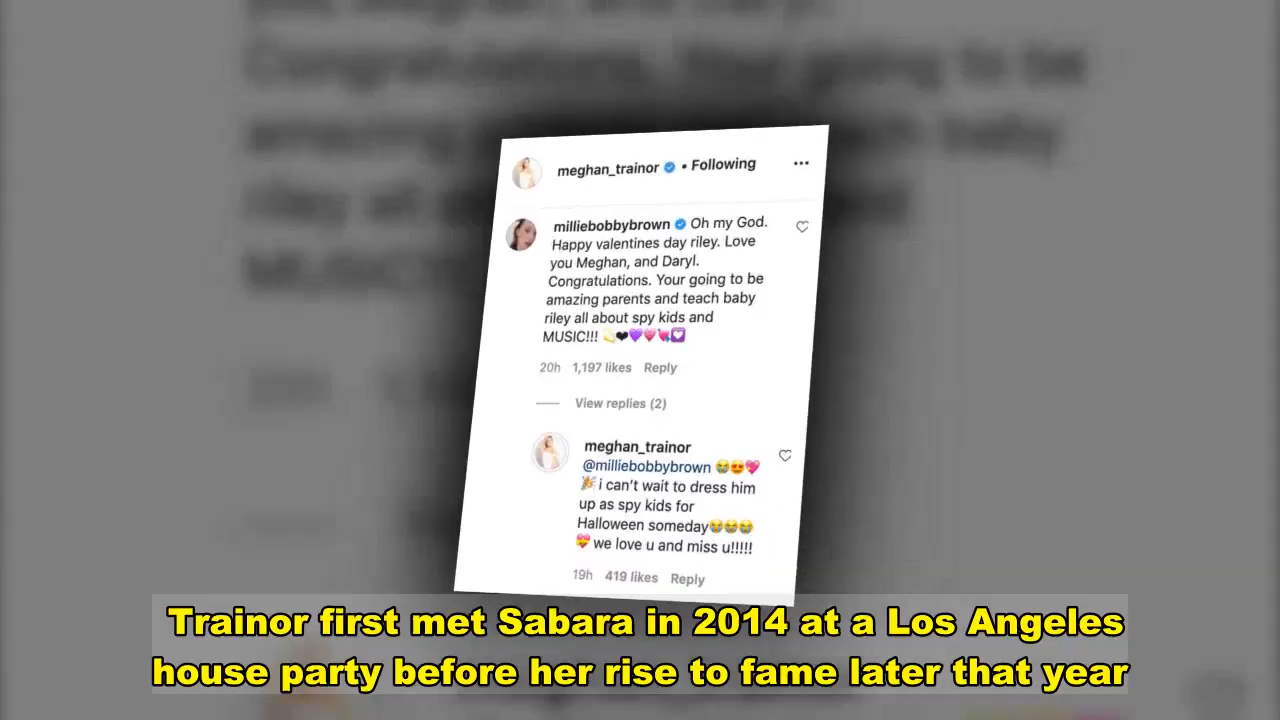 meghan_trainor • Following
milliebobbybrown Oh my God.
Happy valentines day riley. Love
you Meghan, and Daryl.
Congratulations. Your going to be
amazing parents and teach baby
riley all about spy kids and
MUSIC!!! 💫❤💜💗💘💟
20h 1,197 likes Reply
View replies (2)
meghan_trainor
@milliebobbybrown 😭😍💖
🎉 i can't wait to dress him
up as spy kids for
Halloween someday😭😭😭
💝 we love u and miss u!!!!!
19h 419 likes Reply
Trainor first met Sabara in 2014 at a Los Angeles
house party before her rise to fame later that year